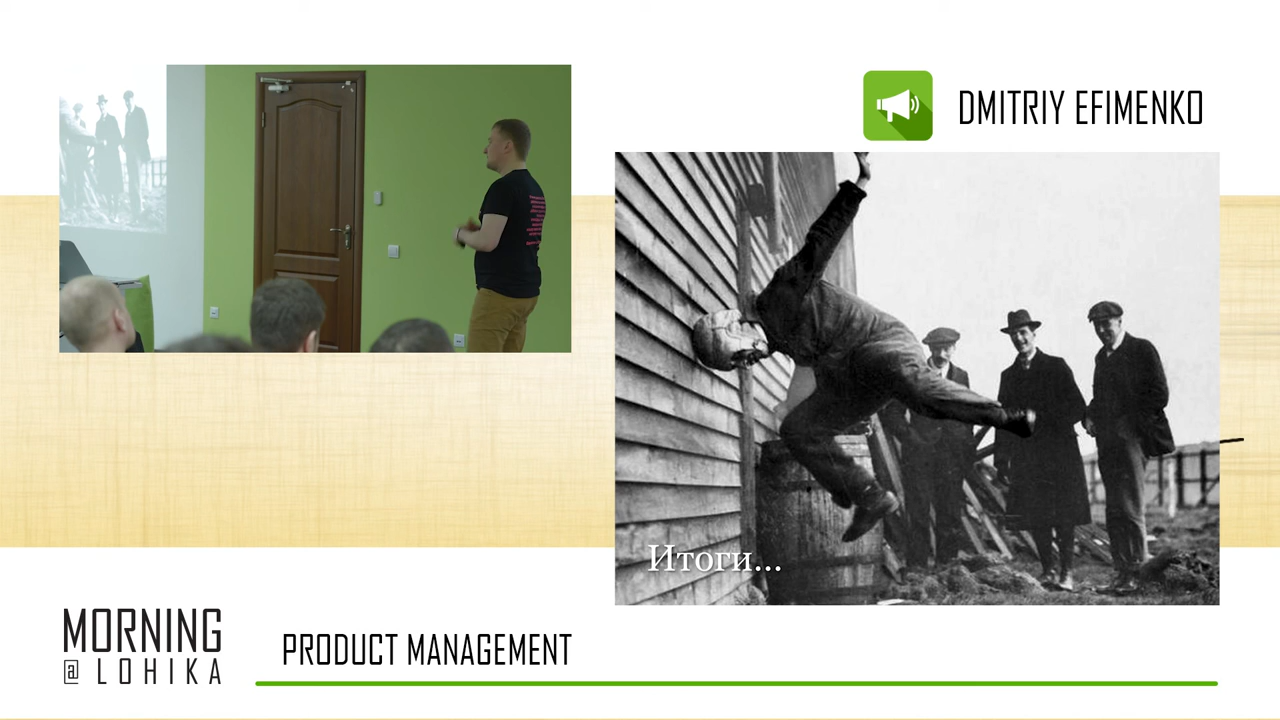 DMITRIY EFIMENKO
Итоги...
MORNING
@ LOHIKA
PRODUCT MANAGEMENT